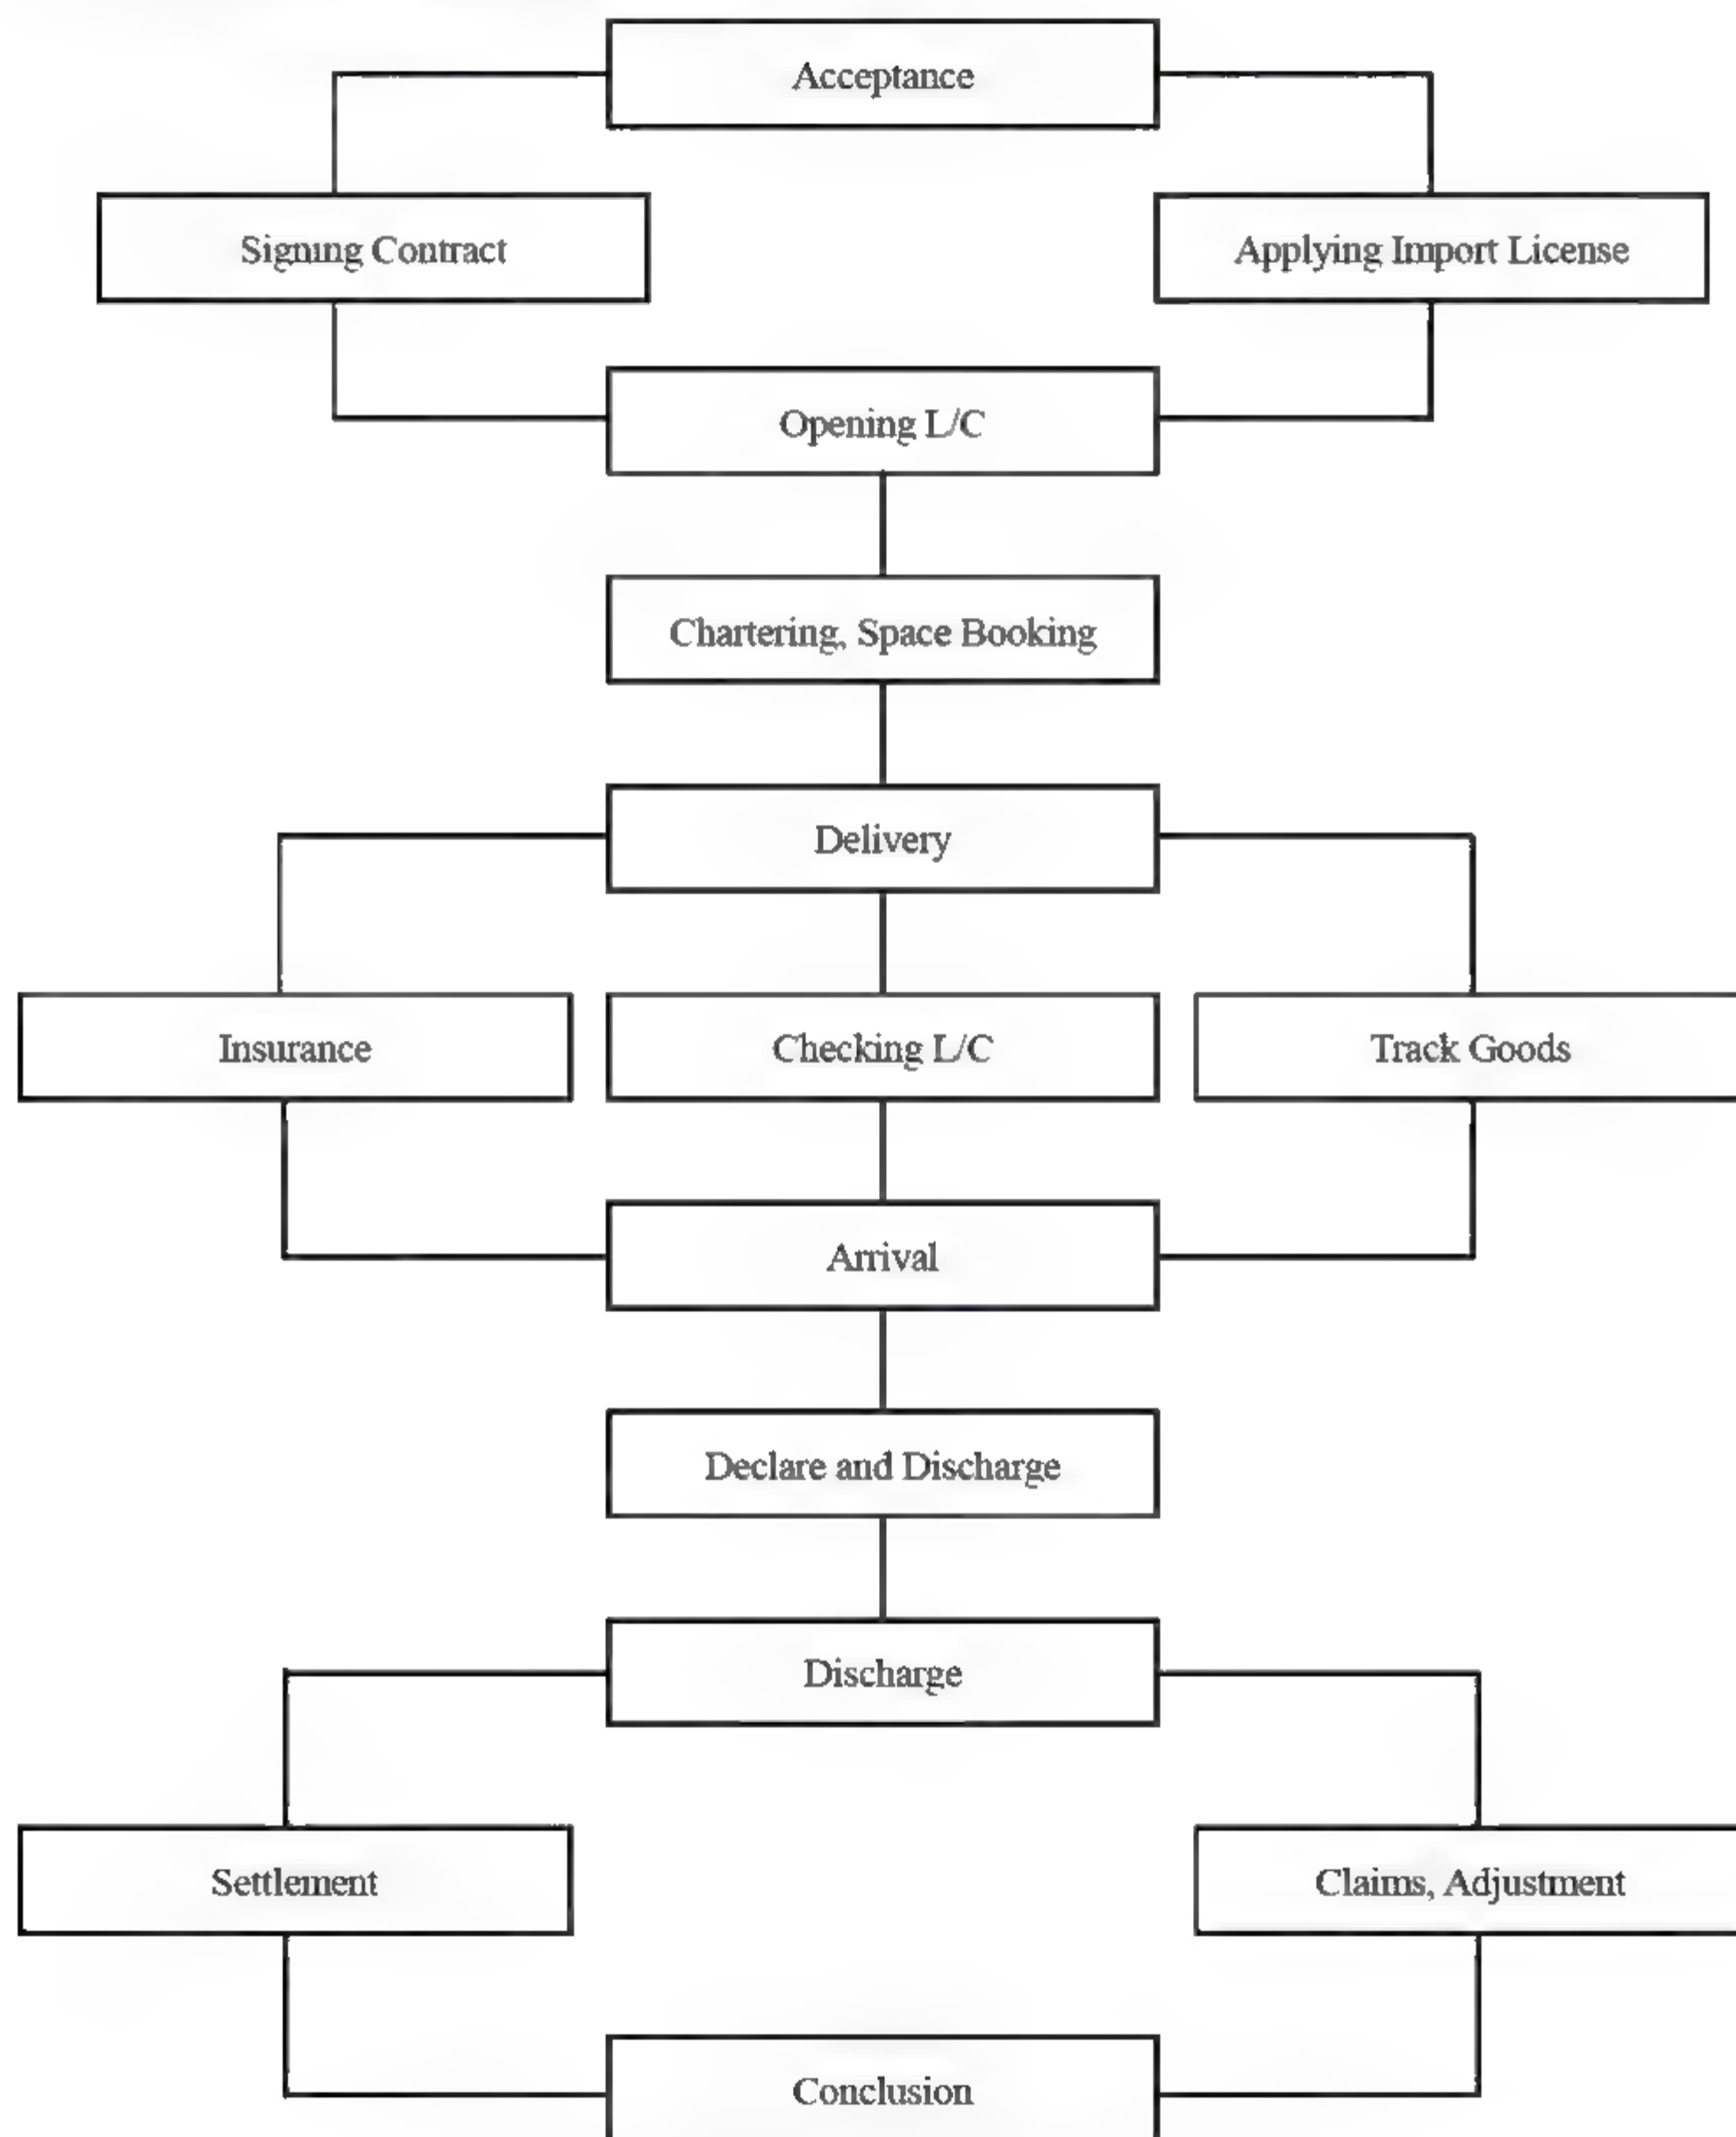 Acceptance
Signing Contract
Applying Import License
Opening L/C
Chartering, Space Booking
Delivery
Insurance
Checking L/C
Track Goods
Arrival
Declare and Discharge
Discharge
Settlement
Claims, Adjustment
Conclusion